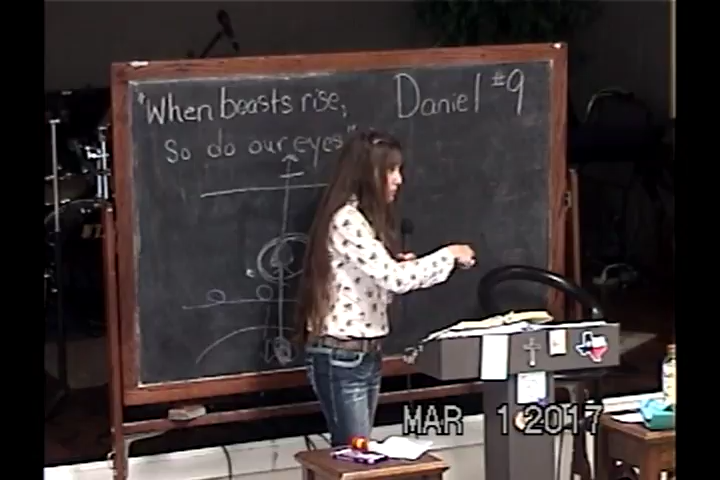 "When beasts rise,
So do our eyes"
Daniel #9
MAR 1 2017